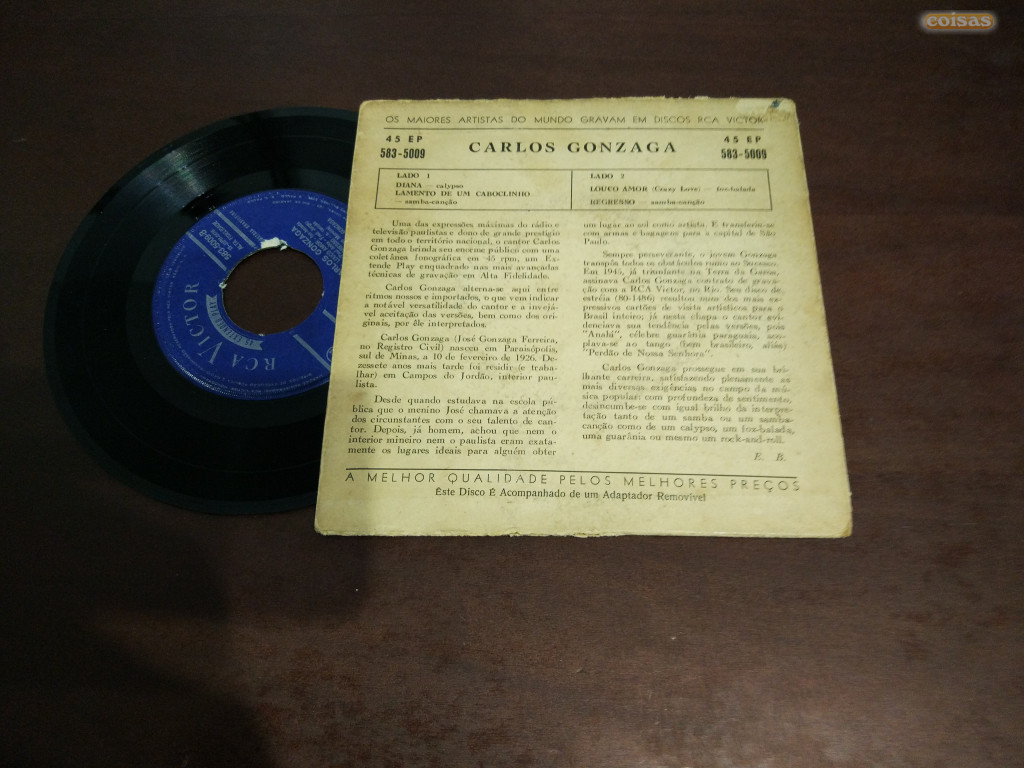 coisas
OS MAIORES ARTISTAS DO MUNDO GRAVAM EM DISCOS RCA VICTOR
45 EP
583-5009
CARLOS GONZAGA
45 EP
583-5009
LADO 1
DIANA — calypso
LAMENTO DE UM CABOCLINHO
— samba-canção
LADO 2
LOUCO AMOR (Crazy Love) — fox-balada
REGRESSO — samba-canção
Uma das expressões máximas do rádio e
televisão paulistas e dono de grande prestígio
em todo o território nacional, o cantor Carlos
Gonzaga brinda seu enorme público com uma
coletânea fonográfica em 45 rpm, um Ex-
tende Play enquadrado nas mais avançadas
técnicas de gravação em Alta Fidelidade.
Carlos Gonzaga alterna-se aqui entre
ritmos nossos e importados, o que vem indicar
a notável versatilidade do cantor e a invejá-
vel aceitação das versões, bem como dos ori-
ginais, por êle interpretados.
Carlos Gonzaga (José Gonzaga Ferreira,
no Registro Civil) nasceu em Paraisópolis,
sul de Minas, a 10 de fevereiro de 1926. De-
zessete anos mais tarde foi residir (e traba-
lhar) em Campos do Jordão, interior pau-
lista.
Desde quando estudava na escola pú-
blica que o menino José chamava a atenção
dos circunstantes com o seu talento de can-
tor. Depois, já homem, achou que nem o
interior mineiro nem o paulista eram exata-
mente os lugares ideais para alguém obter
um lugar ao sol como artista. E transferiu-se
com armas e bagagens para a capital de São
Paulo.
Sempre perseverante, o jovem Gonzaga
transpôs todos os obstáculos rumo ao Sucesso.
Em 1945, já triunfante na Terra da Garoa,
assinava Carlos Gonzaga contrato de grava-
ção com a RCA Victor, no Rio. Seu disco de
estréia (80-1486) resultou num dos mais ex-
pressivos cartões de visita artísticos para o
Brasil inteiro; já nesta chapa o cantor evi-
denciava sua tendência pelas versões, pois
"Anahí", célebre guarânia paraguaia, aco-
plava-se ao tango (bem brasileiro, aliás)
"Perdão de Nossa Senhora".
Carlos Gonzaga prossegue em sua bri-
lhante carreira, satisfazendo plenamente as
mais diversas exigências no campo da mú-
sica popular: com profundeza de sentimento,
desincumbe-se com igual brilho da interpre-
tação tanto de um samba ou um samba-
canção como de um calypso, um fox-balada,
uma guarânia ou mesmo um rock-and-roll.
E. B.
A MELHOR QUALIDADE PELOS MELHORES PREÇOS
Êste Disco É Acompanhado de um Adaptador Removível
RCA VICTOR
CARLOS GONZAGA
583-5009-B